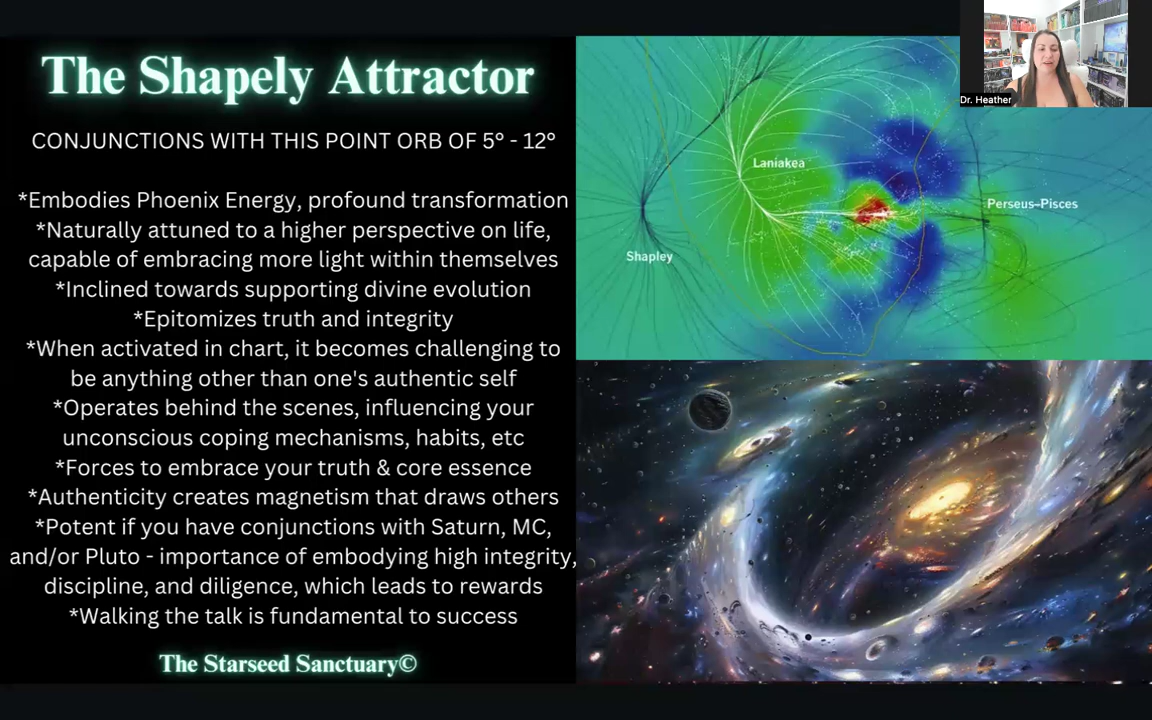 The Shapely Attractor
CONJUNCTIONS WITH THIS POINT ORB OF 5° - 12°
*Embodies Phoenix Energy, profound transformation
*Naturally attuned to a higher perspective on life,
capable of embracing more light within themselves
*Inclined towards supporting divine evolution
*Epitomizes truth and integrity
*When activated in chart, it becomes challenging to
be anything other than one's authentic self
*Operates behind the scenes, influencing your
unconscious coping mechanisms, habits, etc
*Forces to embrace your truth & core essence
*Authenticity creates magnetism that draws others
*Potent if you have conjunctions with Saturn, MC,
and/or Pluto - importance of embodying high integrity,
discipline, and diligence, which leads to rewards
*Walking the talk is fundamental to success
The Starseed Sanctuary©
Laniakea
Perseus–Pisces
Shapley
Dr. Heather